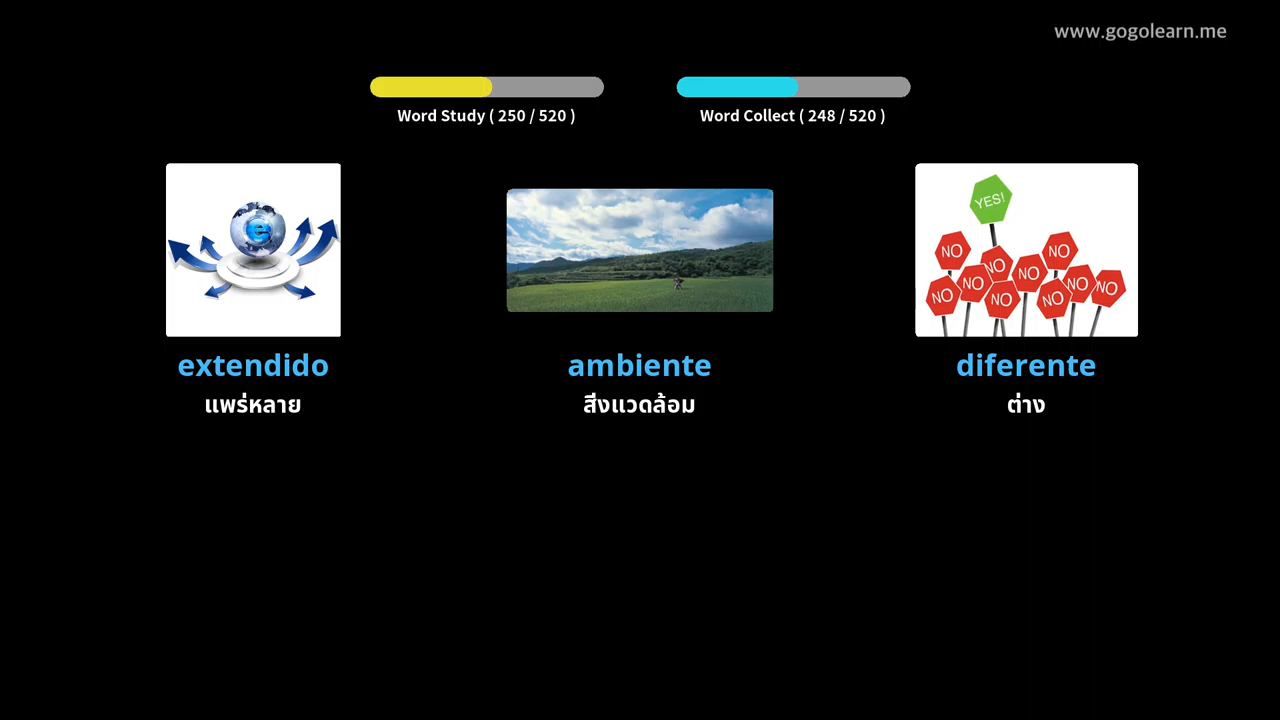 www.gogolearn.me
Word Study ( 250 / 520 )
Word Collect ( 248 / 520 )
e
YES!
NO
NO
NO
NO
NO
NO
NO
NO
NO
NO
extendido
ambiente
diferente
แพร่หลาย
สิ่งแวดล้อม
ต่าง